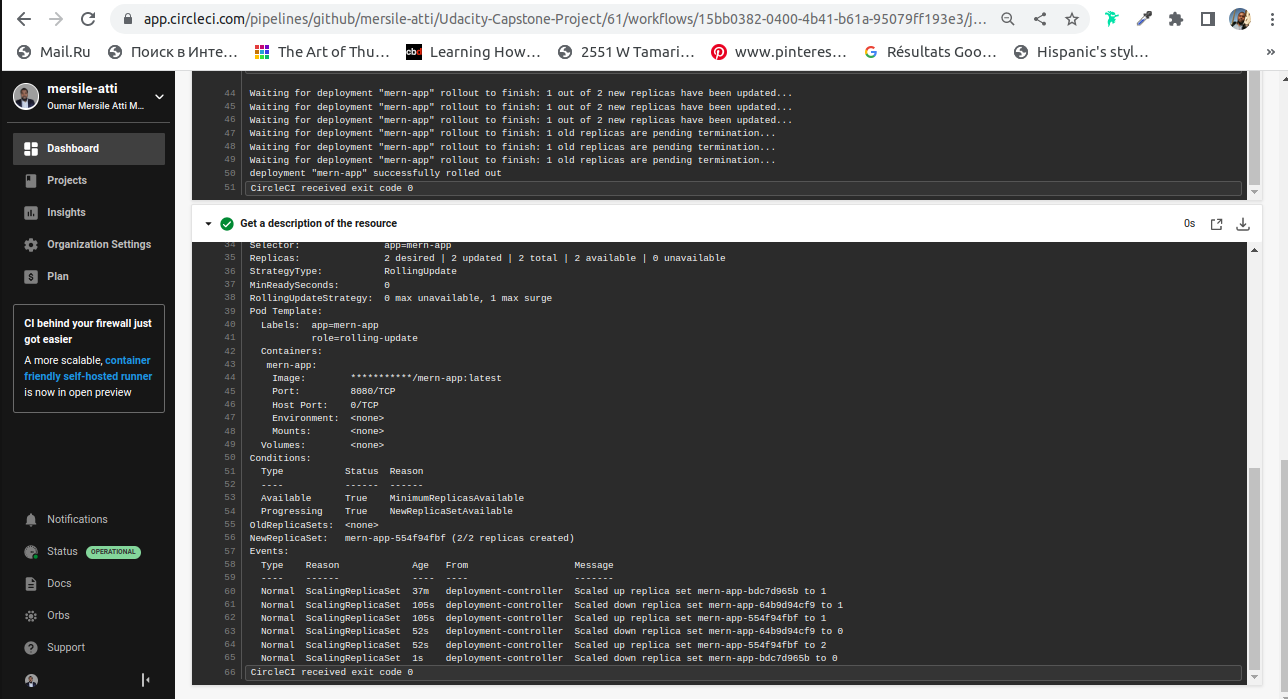 app.circleci.com/pipelines/github/mersile-atti/Udacity-Capstone-Project/61/workflows/15bb0382-0400-4b41-b61a-95079ff193e3/j...
Mail.Ru
Поиск в Инте...
The Art of Thu...
cbd Learning How...
2551 W Tamari...
www.pinteres...
Résultats Goo...
Hispanic's styl...
»
mersile-atti
Oumar Mersile Atti M...
Dashboard
Projects
Insights
Organization Settings
Plan
CI behind your firewall just
got easier
A more scalable, container
friendly self-hosted runner
is now in open preview
Notifications
Status OPERATIONAL
Docs
Orbs
Support
44 Waiting for deployment "mern-app" rollout to finish: 1 out of 2 new replicas have been updated...
45 Waiting for deployment "mern-app" rollout to finish: 1 out of 2 new replicas have been updated...
46 Waiting for deployment "mern-app" rollout to finish: 1 out of 2 new replicas have been updated...
47 Waiting for deployment "mern-app" rollout to finish: 1 old replicas are pending termination...
48 Waiting for deployment "mern-app" rollout to finish: 1 old replicas are pending termination...
49 Waiting for deployment "mern-app" rollout to finish: 1 old replicas are pending termination...
50 deployment "mern-app" successfully rolled out
51 CircleCI received exit code 0
Get a description of the resource 0s
34 Selector: app=mern-app
35 Replicas: 2 desired | 2 updated | 2 total | 2 available | 0 unavailable
36 StrategyType: RollingUpdate
37 MinReadySeconds: 0
38 RollingUpdateStrategy: 0 max unavailable, 1 max surge
39 Pod Template:
40 Labels: app=mern-app
41 role=rolling-update
42 Containers:
43 mern-app:
44 Image: ***********/mern-app:latest
45 Port: 8080/TCP
46 Host Port: 0/TCP
47 Environment: <none>
48 Mounts: <none>
49 Volumes: <none>
50 Conditions:
51 Type Status Reason
52 ---- ------ ------
53 Available True MinimumReplicasAvailable
54 Progressing True NewReplicaSetAvailable
55 OldReplicaSets: <none>
56 NewReplicaSet: mern-app-554f94fbf (2/2 replicas created)
57 Events:
58 Type Reason Age From Message
59 ---- ------ ---- ---- -------
60 Normal ScalingReplicaSet 37m deployment-controller Scaled up replica set mern-app-bdc7d965b to 1
61 Normal ScalingReplicaSet 105s deployment-controller Scaled down replica set mern-app-64b9d94cf9 to 1
62 Normal ScalingReplicaSet 105s deployment-controller Scaled up replica set mern-app-554f94fbf to 1
63 Normal ScalingReplicaSet 52s deployment-controller Scaled down replica set mern-app-64b9d94cf9 to 0
64 Normal ScalingReplicaSet 52s deployment-controller Scaled up replica set mern-app-554f94fbf to 2
65 Normal ScalingReplicaSet 1s deployment-controller Scaled down replica set mern-app-bdc7d965b to 0
66 CircleCI received exit code 0